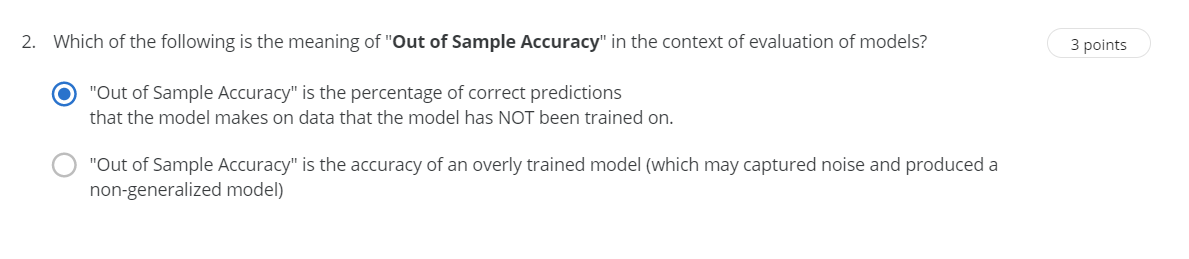 2. Which of the following is the meaning of "Out of Sample Accuracy" in the context of evaluation of models?
3 points
"Out of Sample Accuracy" is the percentage of correct predictions
that the model makes on data that the model has NOT been trained on.
"Out of Sample Accuracy" is the accuracy of an overly trained model (which may captured noise and produced a
non-generalized model)